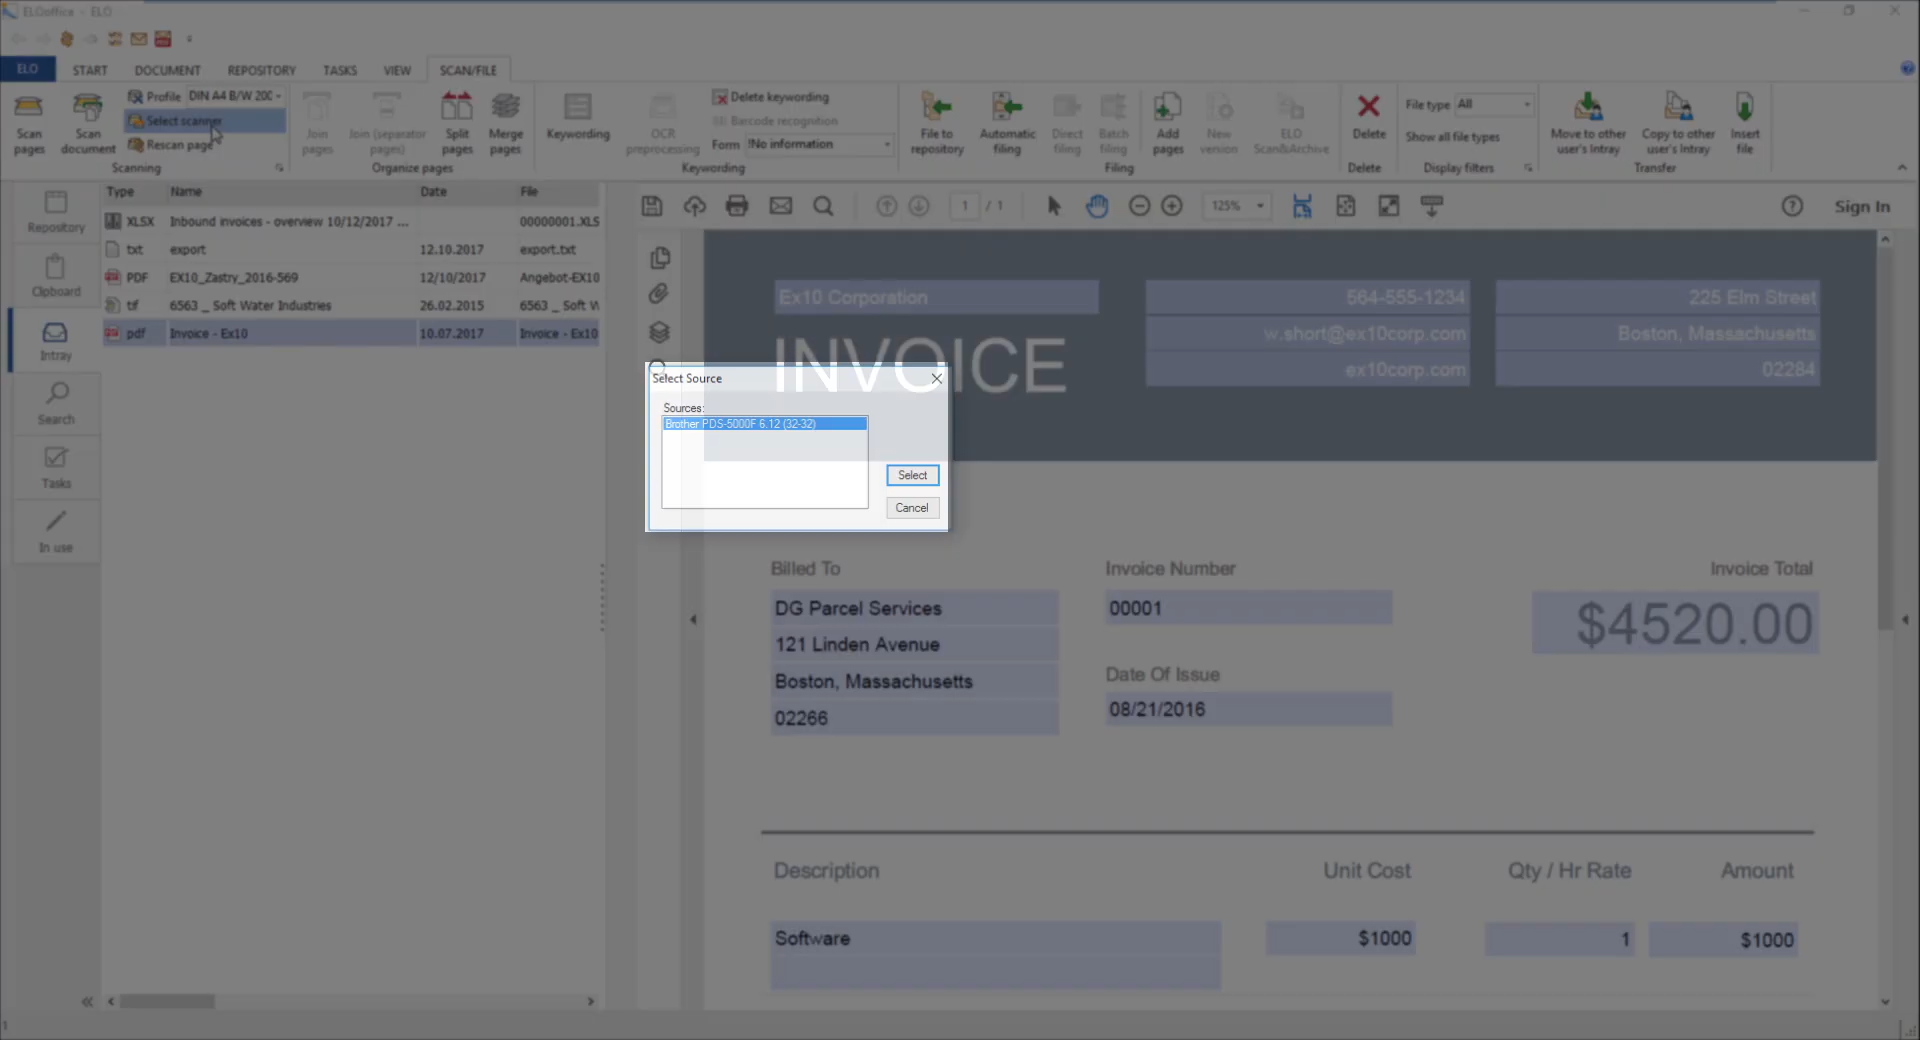 ELOoffice - ELO
ELO START DOCUMENT REPOSITORY TASKS VIEW SCAN/FILE
Scan pages
Scan document
Profile DIN A4 B/W 200
Select scanner
Rescan page
Scanning
Join pages
Join (separator pages)
Split pages
Merge pages
Organize pages
Keywording
OCR preprocessing
Delete keywording
Barcode recognition
Form !No information
Keywording
File to repository
Automatic filing
Direct filing
Batch filing
Add pages
New version
ELO Scan&Archive
Filing
Delete
Delete
File type All
Show all file types
Display filters
Move to other user's Intray
Copy to other user's Intray
Insert file
Transfer
Repository
Clipboard
Intray
Search
Tasks
In use
Type Name Date File
XLSX Inbound invoices - overview 10/12/2017 ... 00000001.XLS
txt export 12.10.2017 export.txt
PDF EX10_Zastry_2016-569 12/10/2017 Angebot-EX10
tif 6563 _ Soft Water Industries 26.02.2015 6563 _ Soft W
pdf Invoice - Ex10 10.07.2017 Invoice - Ex10
1 / 1
125%
Sign In
Ex10 Corporation
564-555-1234
225 Elm Street
w.short@ex10corp.com
Boston, Massachusetts
ex10corp.com
02284
INVOICE
Select Source
Sources:
Brother PDS-5000F 6.12 (32-32)
Select
Cancel
Billed To
DG Parcel Services
121 Linden Avenue
Boston, Massachusetts
02266
Invoice Number
00001
Date Of Issue
08/21/2016
Invoice Total
$4520.00
Description Unit Cost Qty / Hr Rate Amount
Software $1000 1 $1000
1